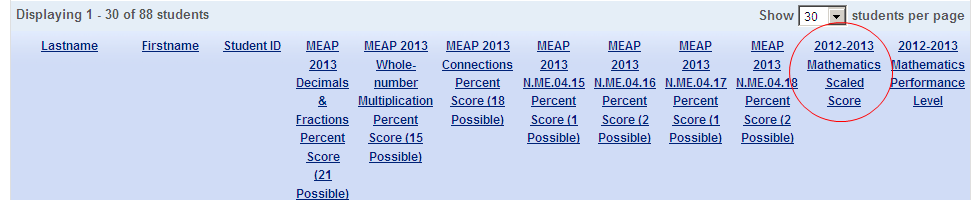 Displaying 1 - 30 of 88 students
Show 30 students per page
Lastname
Firstname
Student ID
MEAP
2013
Decimals
&
Fractions
Percent
Score
(21
Possible)
MEAP 2013
Whole-
number
Multiplication
Percent
Score (15
Possible)
MEAP 2013
Connections
Percent
Score (18
Possible)
MEAP
2013
N.ME.04.15
Percent
Score (1
Possible)
MEAP
2013
N.ME.04.16
Percent
Score (2
Possible)
MEAP
2013
N.ME.04.17
Percent
Score (1
Possible)
MEAP
2013
N.ME.04.18
Percent
Score (2
Possible)
2012-2013
Mathematics
Scaled
Score
2012-2013
Mathematics
Performance
Level